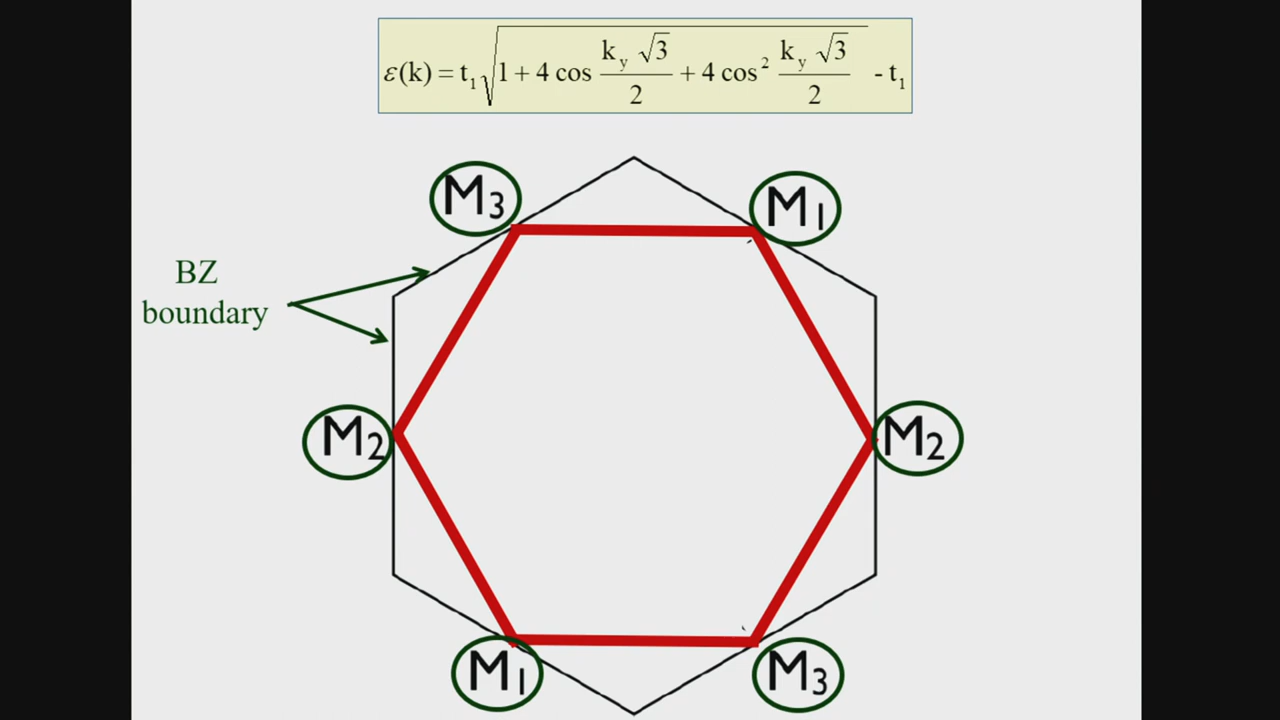 ε(k) = t₁√(1 + 4 cos (k_y √3)/2 + 4 cos² (k_y √3)/2) - t₁
M₃
M₁
BZ
boundary
M₂
M₂
M₁
M₃